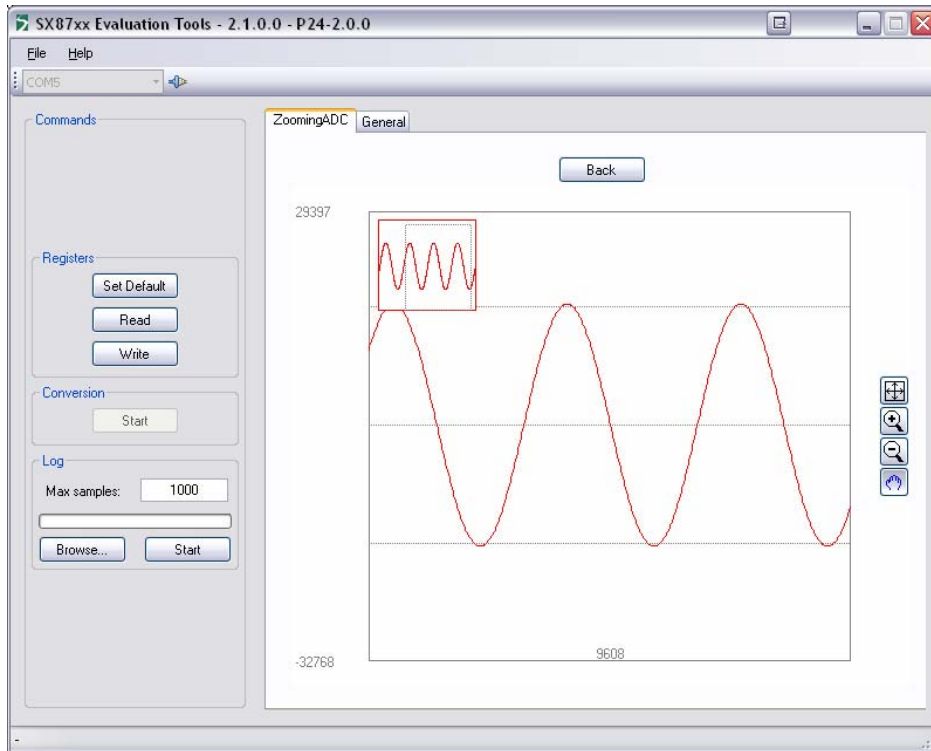 SX87xx Evaluation Tools - 2.1.0.0 - P24-2.0.0
File Help
COM5
Commands
Registers
Set Default
Read
Write
Conversion
Start
Log
Max samples: 1000
Browse... Start
ZoomingADC General
Back
29397
-32768
9608
-